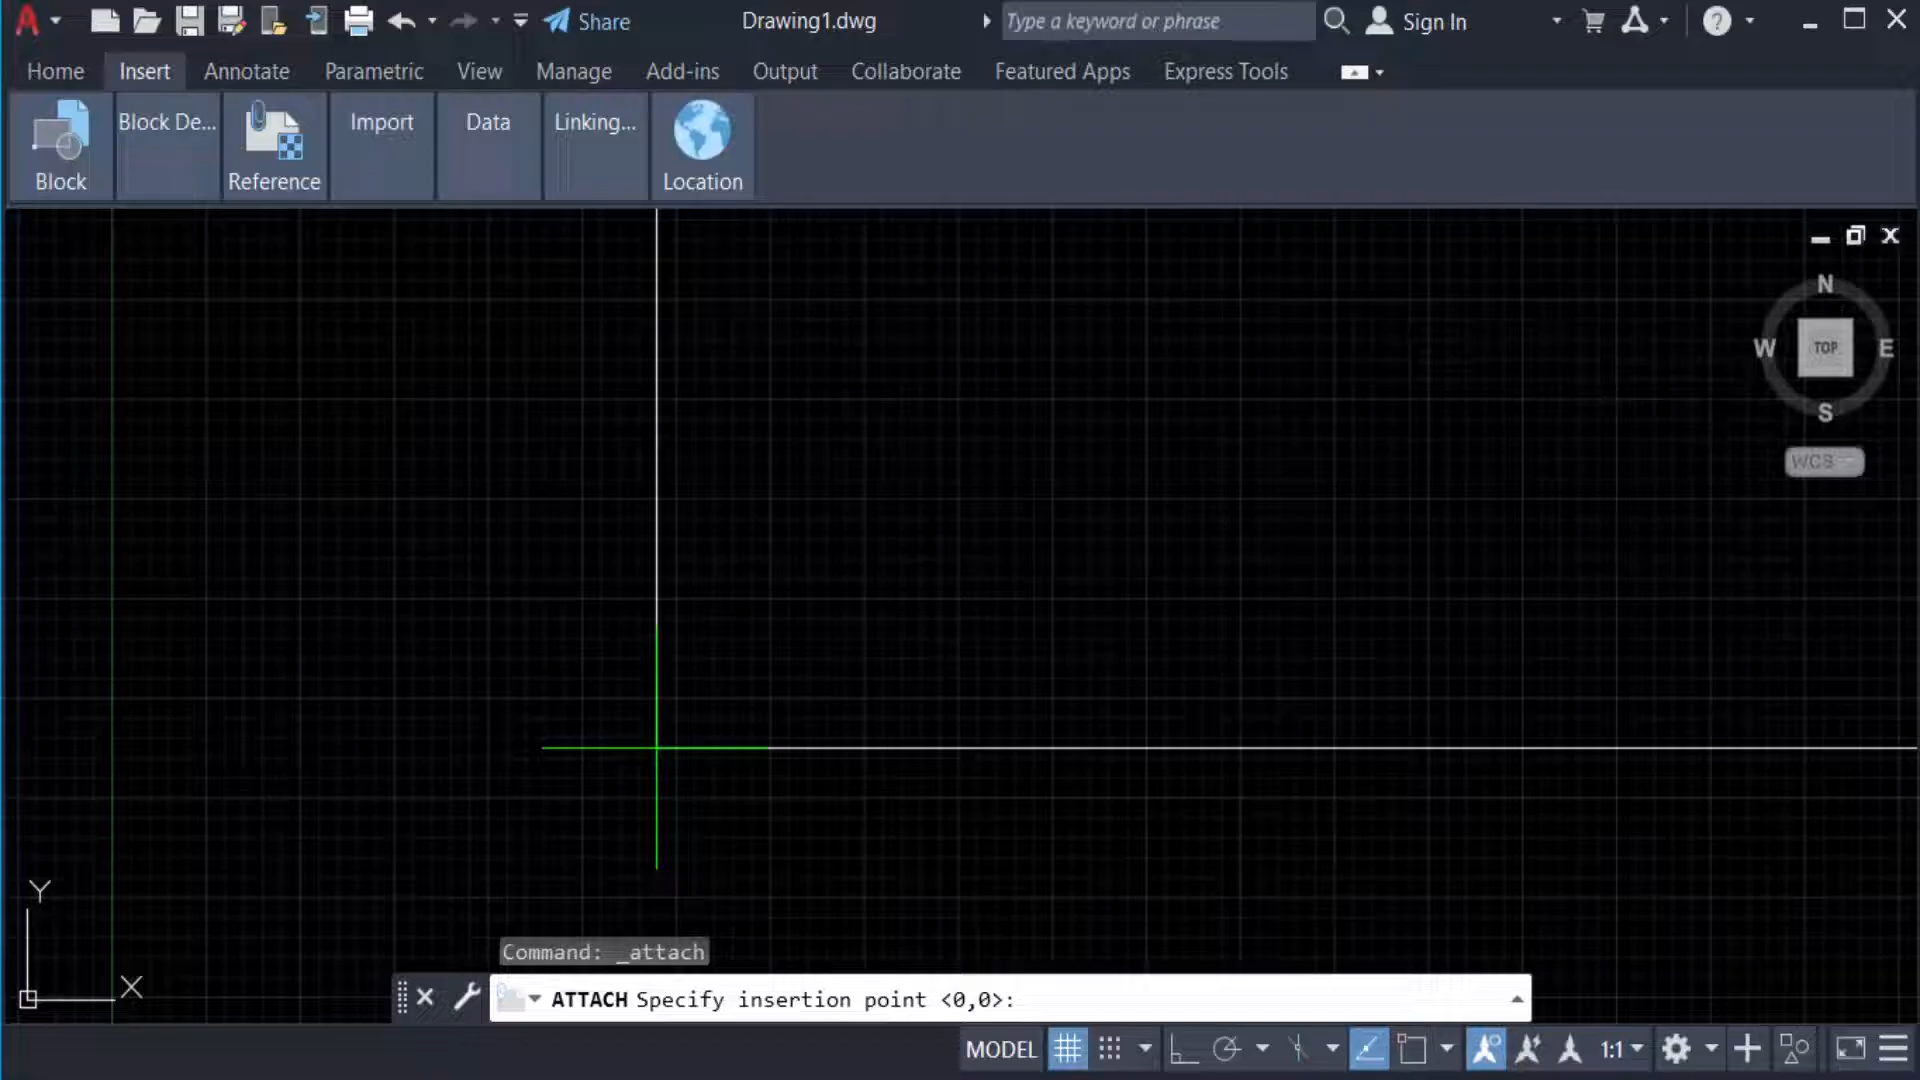 Share
Drawing1.dwg
Type a keyword or phrase
Sign In
Home Insert Annotate Parametric View Manage Add-ins Output Collaborate Featured Apps Express Tools
Block
Block De...
Reference
Import
Data
Linking...
Location
N
W TOP E
S
WCS
Y
X
Command: _attach
ATTACH Specify insertion point <0,0>:
MODEL
1:1